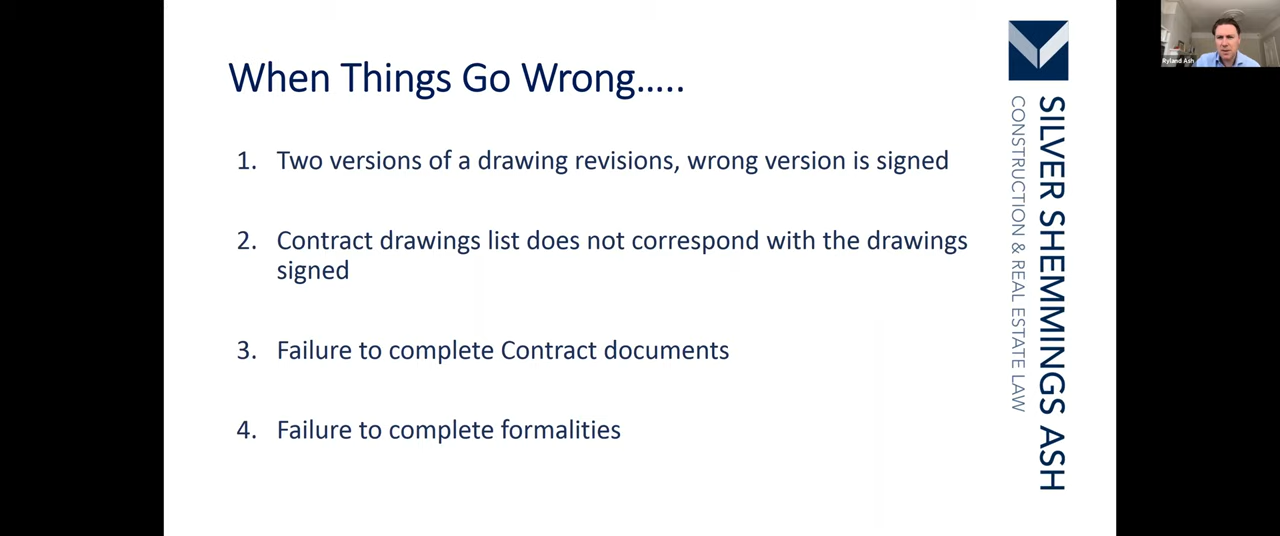 When Things Go Wrong…..
1. Two versions of a drawing revisions, wrong version is signed
2. Contract drawings list does not correspond with the drawings
signed
3. Failure to complete Contract documents
4. Failure to complete formalities
SILVER SHEMMINGS ASH
CONSTRUCTION & REAL ESTATE LAW
Ryland Ash